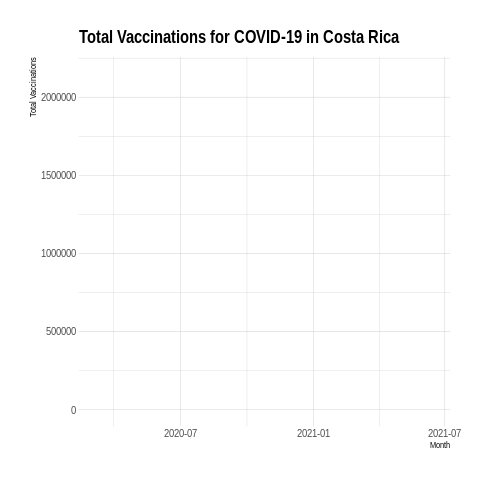 Total Vaccinations for COVID-19 in Costa Rica
Total Vaccinations
2000000
1500000
1000000
500000
0
2020-07 2021-01 2021-07
Month